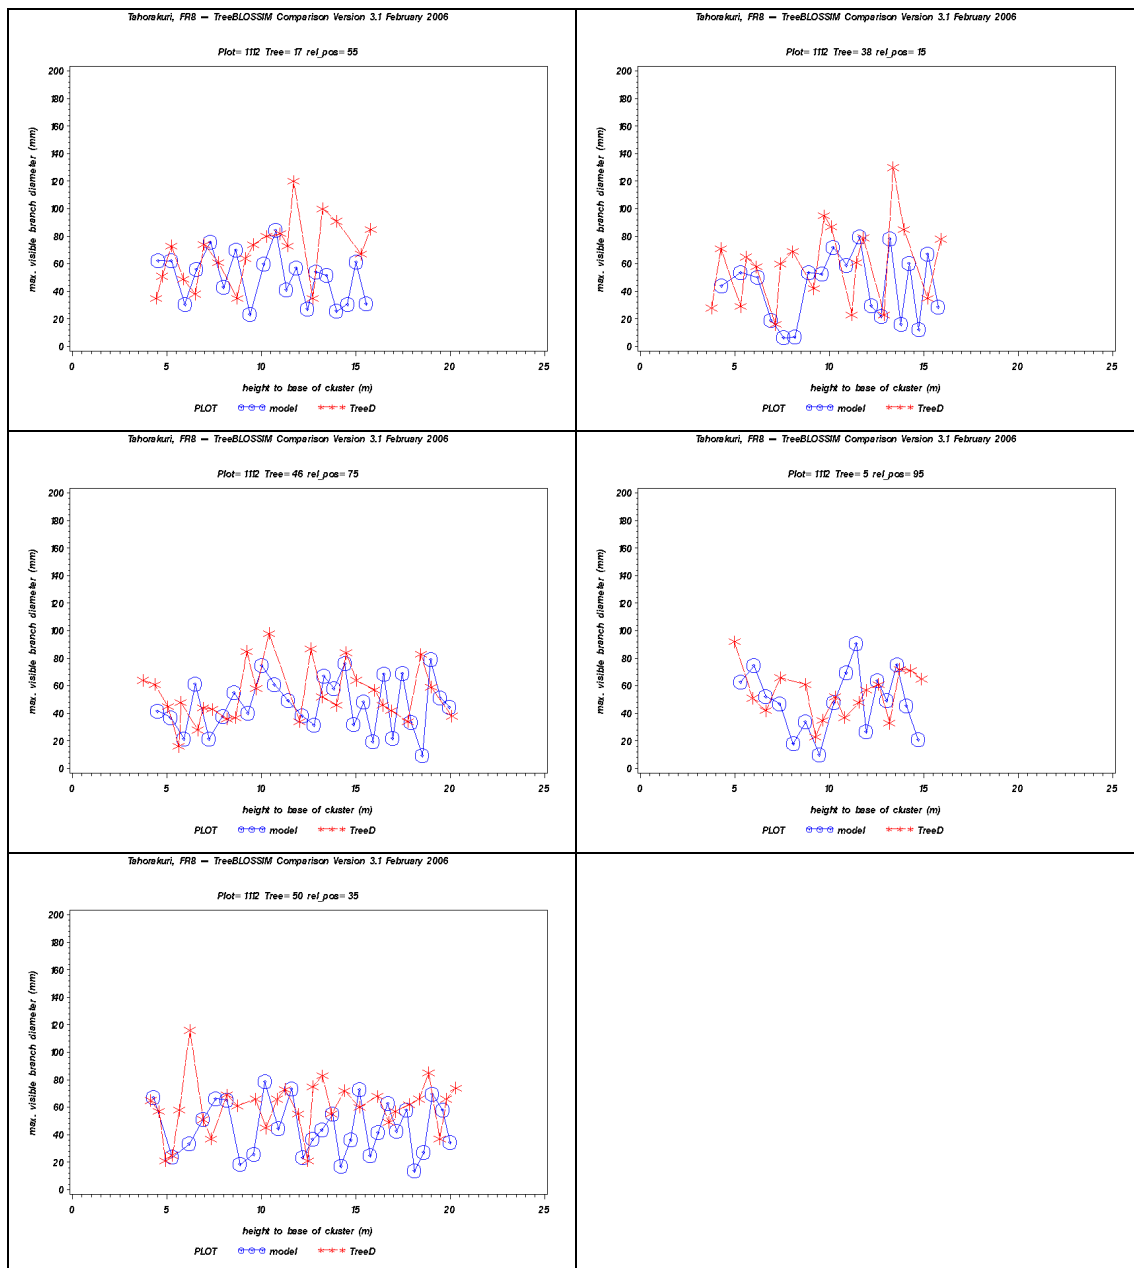 Tahorakuri, FR8 — TreeBLOSSIM Comparison Version 3.1 February 2006
Plot= 1112 Tree= 17 rel_pos= 55
max. visible branch diameter (mm)
200
180
160
140
120
100
80
60
40
20
0
0 5 10 15 20 25
height to base of cluster (m)
PLOT model TreeD
Tahorakuri, FR8 — TreeBLOSSIM Comparison Version 3.1 February 2006
Plot= 1112 Tree= 38 rel_pos= 15
max. visible branch diameter (mm)
200
180
160
140
120
100
80
60
40
20
0
0 5 10 15 20 25
height to base of cluster (m)
PLOT model TreeD
Tahorakuri, FR8 — TreeBLOSSIM Comparison Version 3.1 February 2006
Plot= 1112 Tree= 46 rel_pos= 75
max. visible branch diameter (mm)
200
180
160
140
120
100
80
60
40
20
0
0 5 10 15 20 25
height to base of cluster (m)
PLOT model TreeD
Tahorakuri, FR8 — TreeBLOSSIM Comparison Version 3.1 February 2006
Plot= 1112 Tree= 5 rel_pos= 95
max. visible branch diameter (mm)
200
180
160
140
120
100
80
60
40
20
0
0 5 10 15 20 25
height to base of cluster (m)
PLOT model TreeD
Tahorakuri, FR8 — TreeBLOSSIM Comparison Version 3.1 February 2006
Plot= 1112 Tree= 50 rel_pos= 35
max. visible branch diameter (mm)
200
180
160
140
120
100
80
60
40
20
0
0 5 10 15 20 25
height to base of cluster (m)
PLOT model TreeD